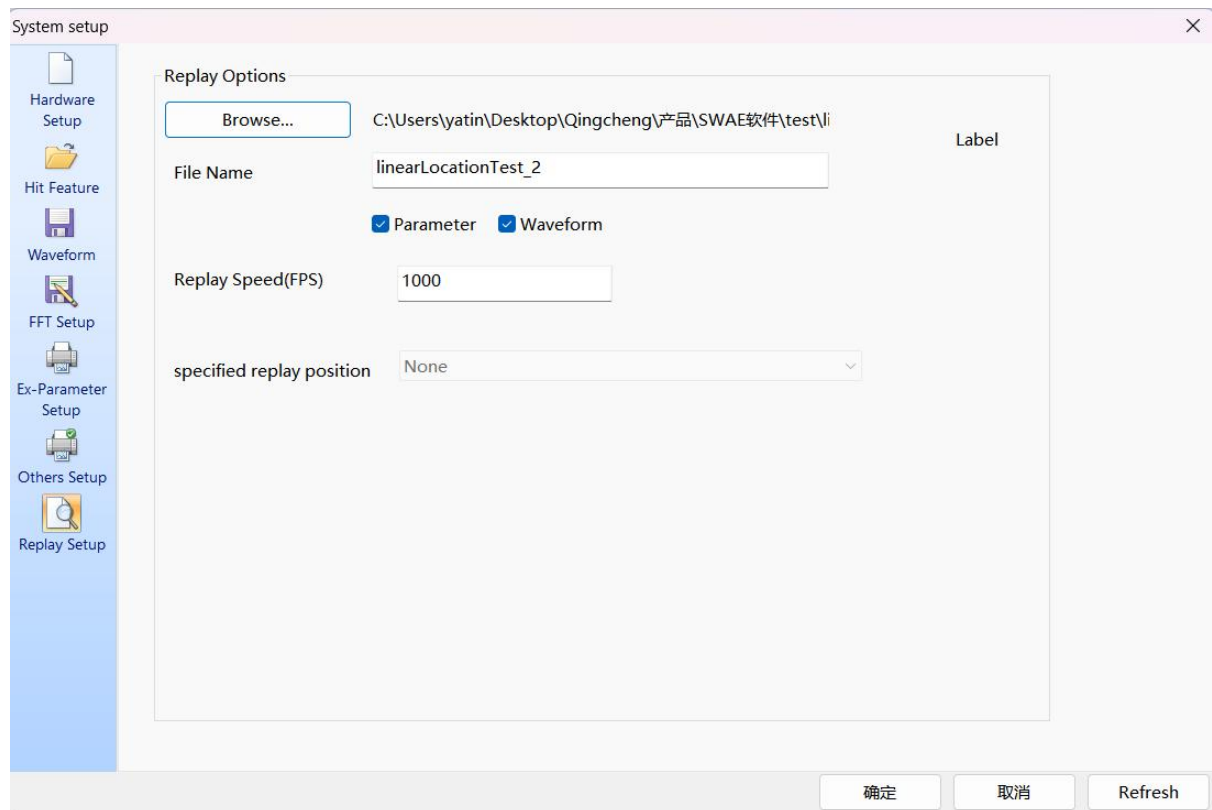 System setup
Hardware
Setup
Hit Feature
Waveform
FFT Setup
Ex-Parameter
Setup
Others Setup
Replay Setup
Replay Options
Browse...
C:\Users\yatin\Desktop\Qingcheng\产品\SWAE软件\test\li
Label
File Name
linearLocationTest_2
Parameter
Waveform
Replay Speed(FPS)
1000
specified replay position
None
确定
取消
Refresh